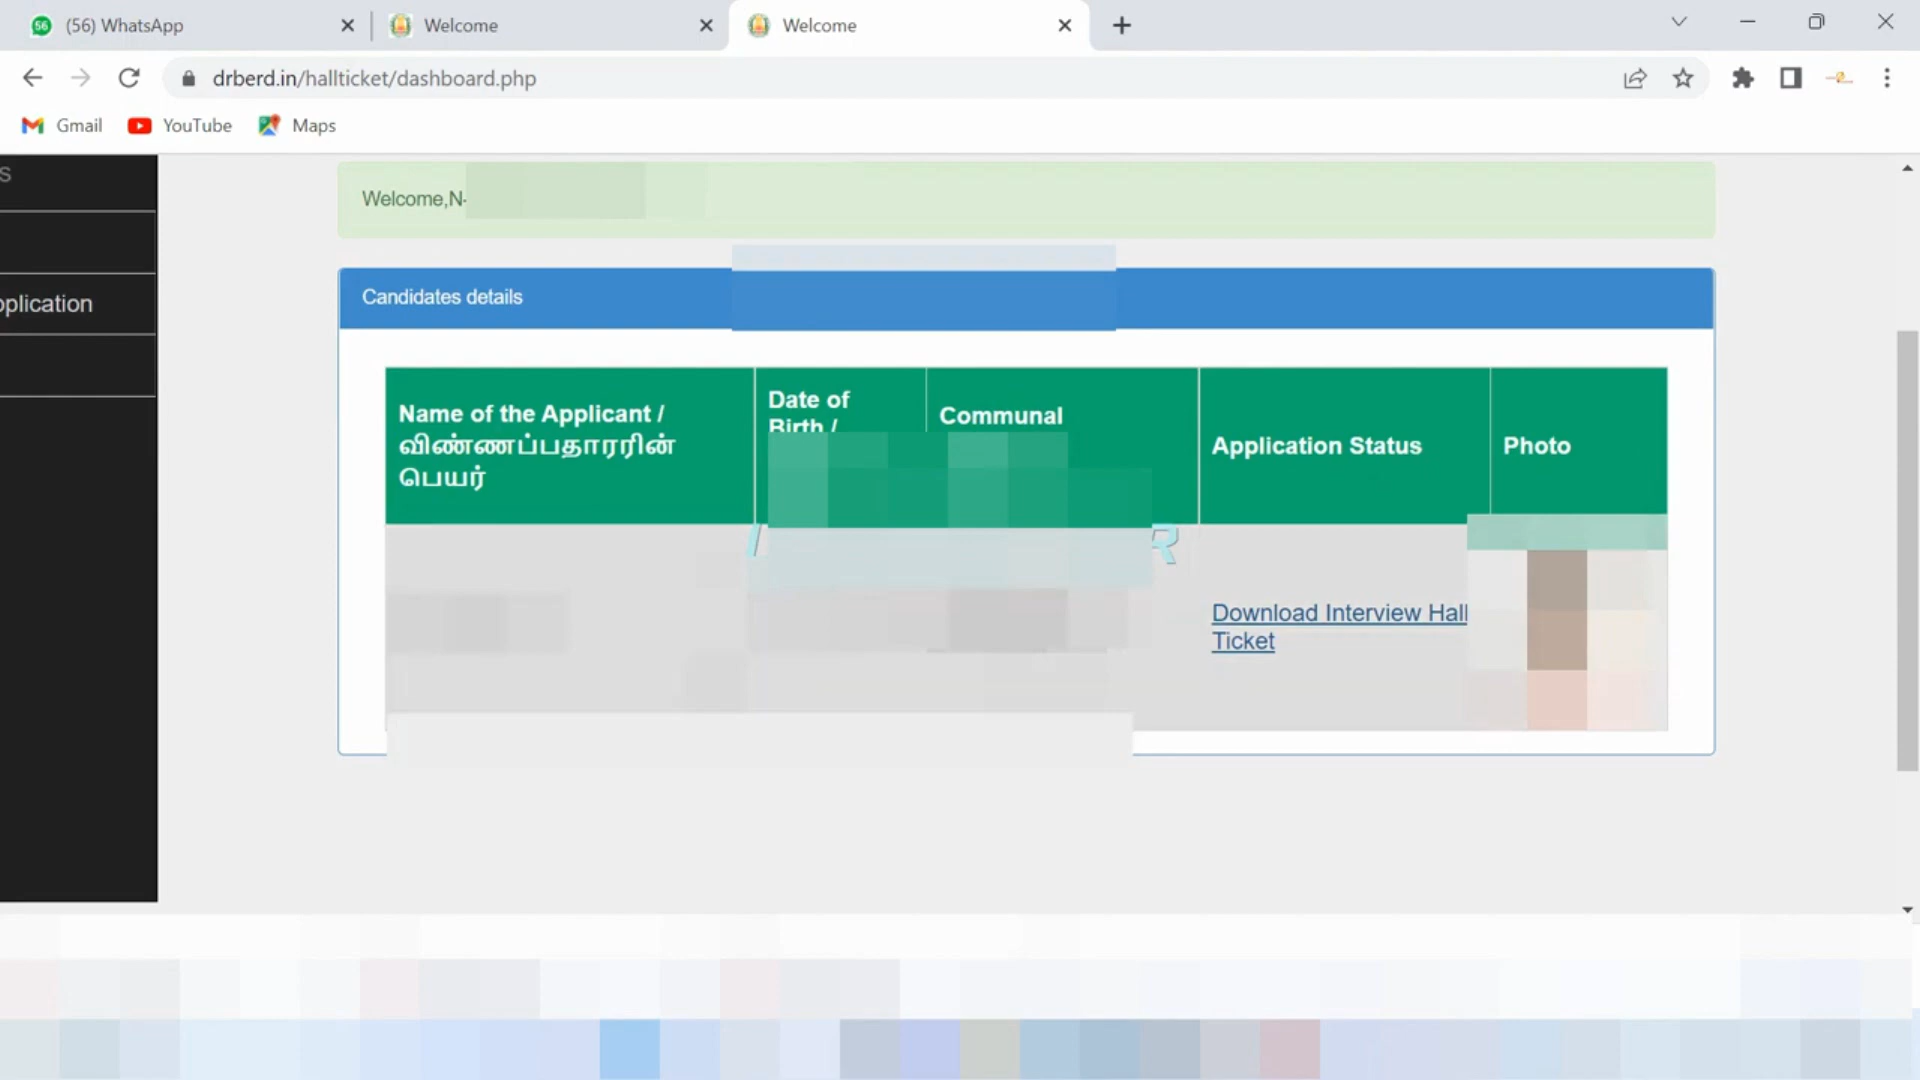 (56) WhatsApp
Welcome
Welcome
drberd.in/hallticket/dashboard.php
Gmail
YouTube
Maps
s
Welcome,N
Candidates details
Name of the Applicant /
விண்ணப்பதாரரின்
பெயர்
Date of
Birth /
Communal
Application Status
Photo
pplication
Download Interview Hall
Ticket